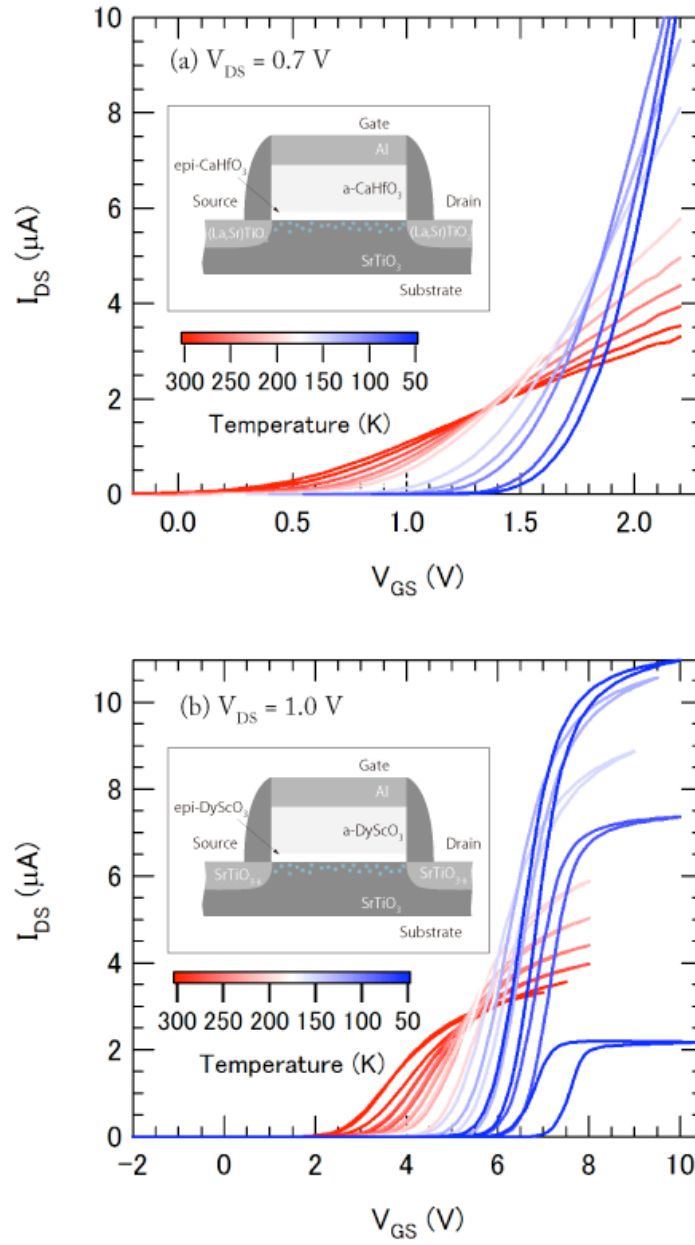 10
8
6
4
2
0
I_DS (μA)
(a) V_DS = 0.7 V
Gate
Al
epi-CaHfO₃
a-CaHfO₃
Source
Drain
(La,Sr)TiO
(La,Sr)TiO
SrTiO₃
Substrate
300 250 200 150 100 50
Temperature (K)
0.0 0.5 1.0 1.5 2.0
V_GS (V)
10
8
6
4
2
0
I_DS (μA)
(b) V_DS = 1.0 V
Gate
Al
epi-DyScO₃
a-DyScO₃
Source
Drain
SrTiO₃₋δ
SrTiO₃₋δ
SrTiO₃
Substrate
300 250 200 150 100 50
Temperature (K)
-2 0 2 4 6 8 10
V_GS (V)